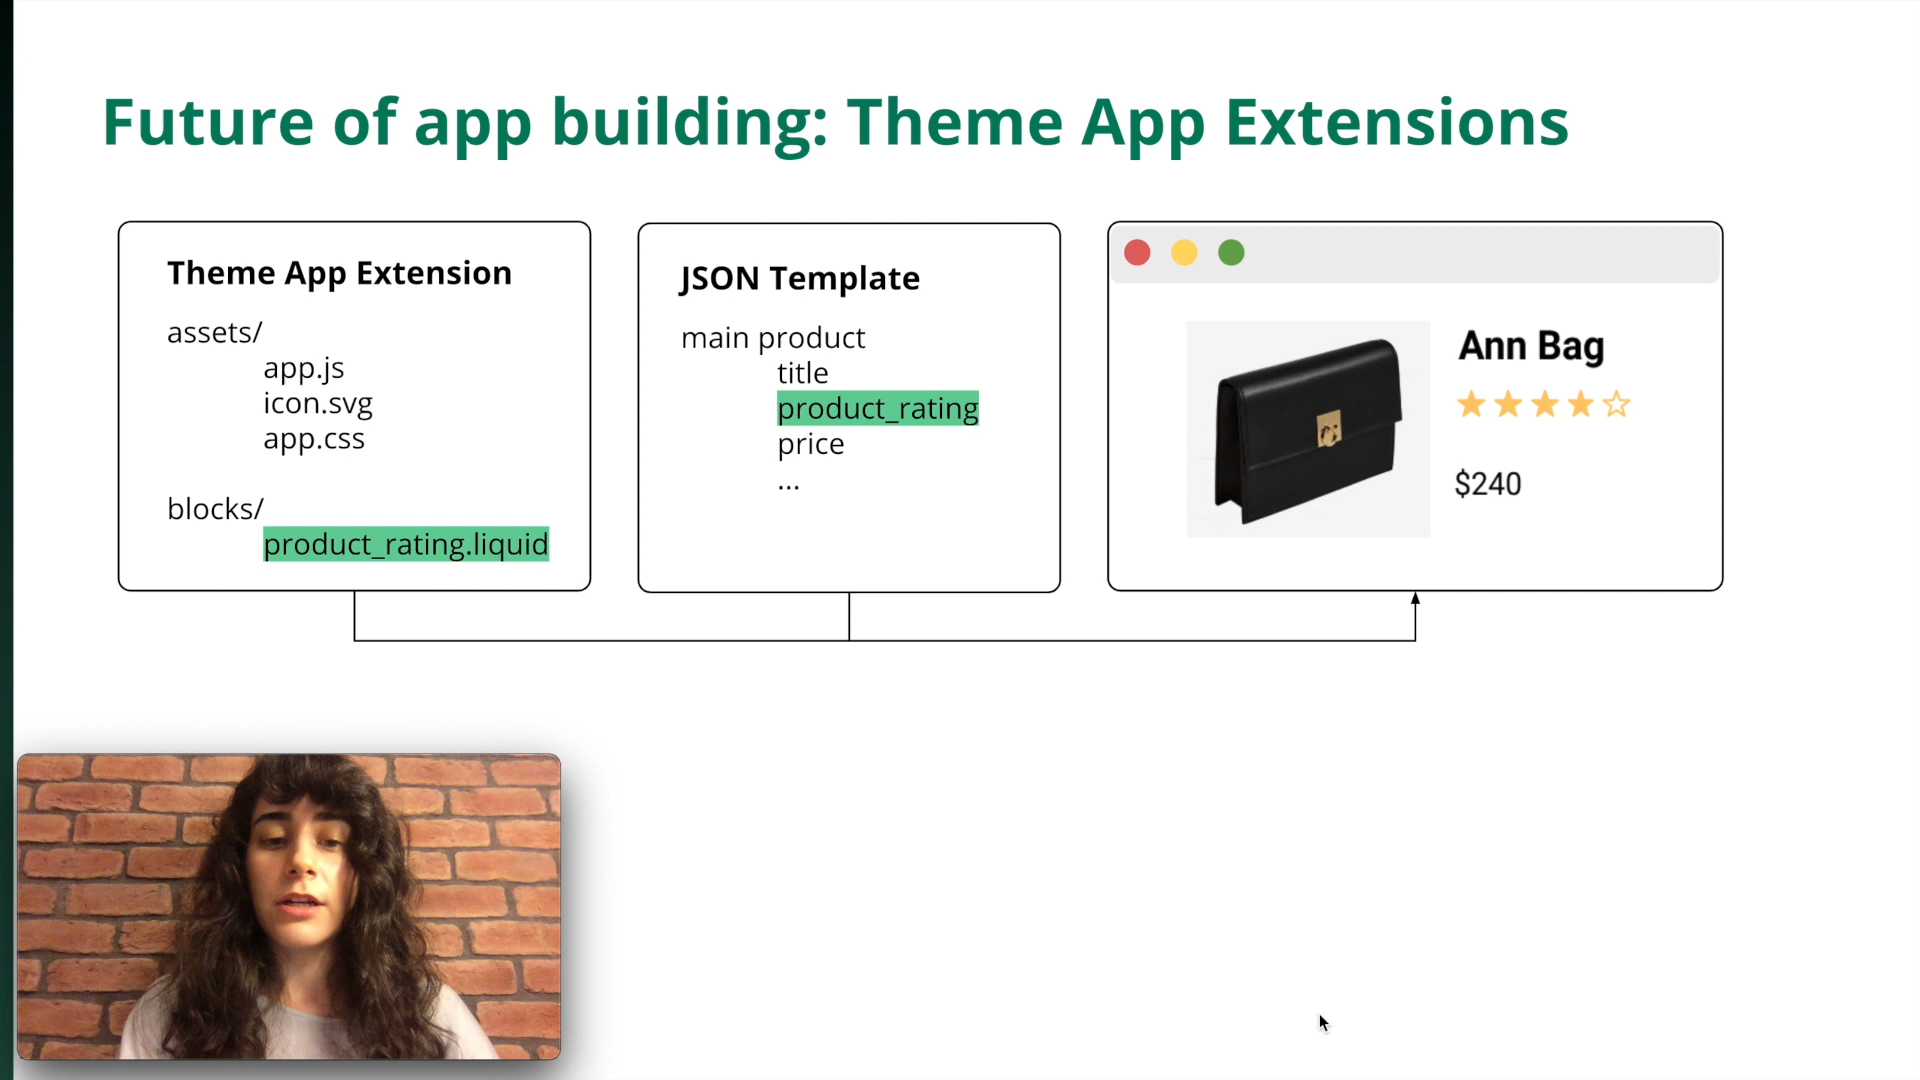 Future of app building: Theme App Extensions
Theme App Extension
assets/
app.js
icon.svg
app.css
blocks/
product_rating.liquid
JSON Template
main product
title
product_rating
price
...
Ann Bag
$240